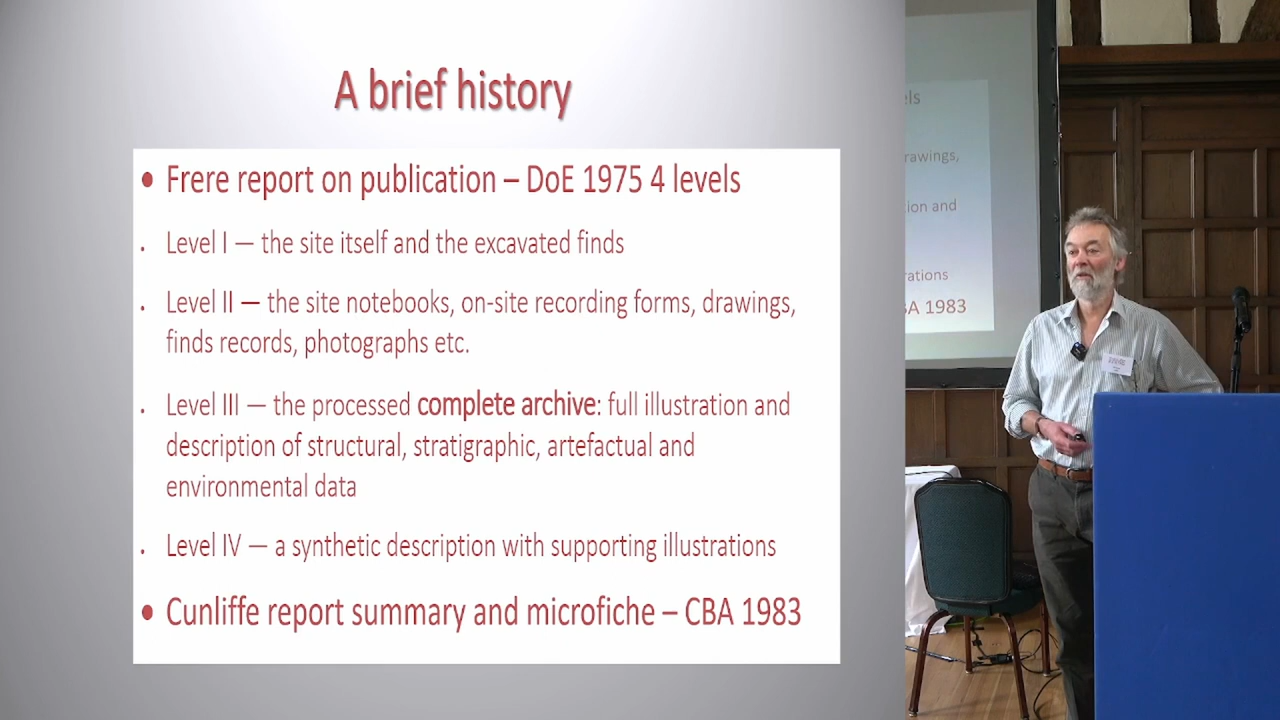 A brief history
• Frere report on publication – DoE 1975 4 levels
. Level I — the site itself and the excavated finds
. Level II — the site notebooks, on-site recording forms, drawings,
finds records, photographs etc.
. Level III — the processed complete archive: full illustration and
description of structural, stratigraphic, artefactual and
environmental data
. Level IV — a synthetic description with supporting illustrations
• Cunliffe report summary and microfiche – CBA 1983
els
rawings,
ion and
rations
BA 1983